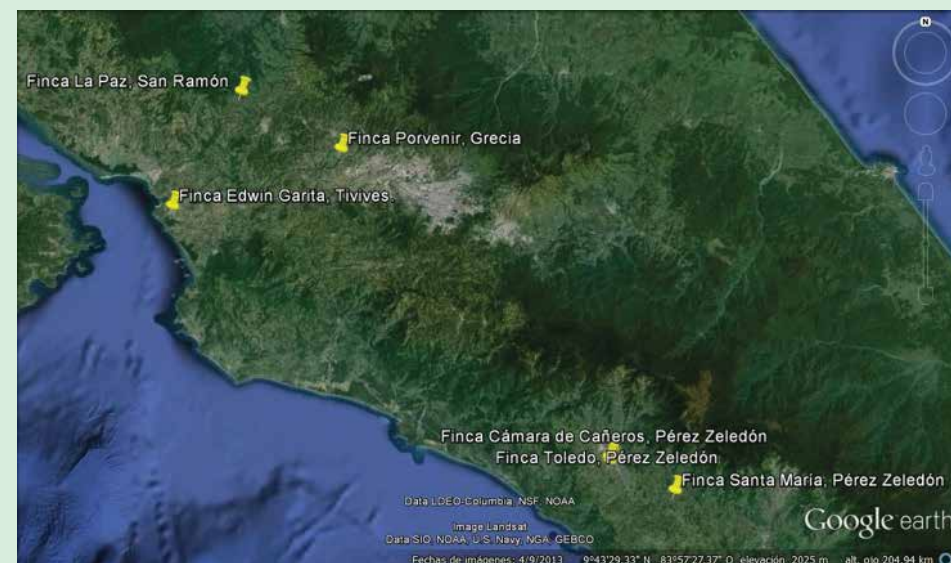 N
Finca La Paz, San Ramón
Finca Porvenir, Grecia
Finca Edwin Garita, Tivives.
Finca Cámara de Cañeros, Pérez Zeledón
Finca Toledo, Pérez Zeledón
Finca Santa María, Pérez Zeledón
Data LDEO-Columbia, NSF, NOAA
Image Landsat
Data SIO, NOAA, U.S. Navy, NGA, GEBCO
Google earth
Fechas de imágenes: 4/9/2013 9°43'29.33" N 83°57'27.37" O elevación 2025 m alt. ojo 204.94 km